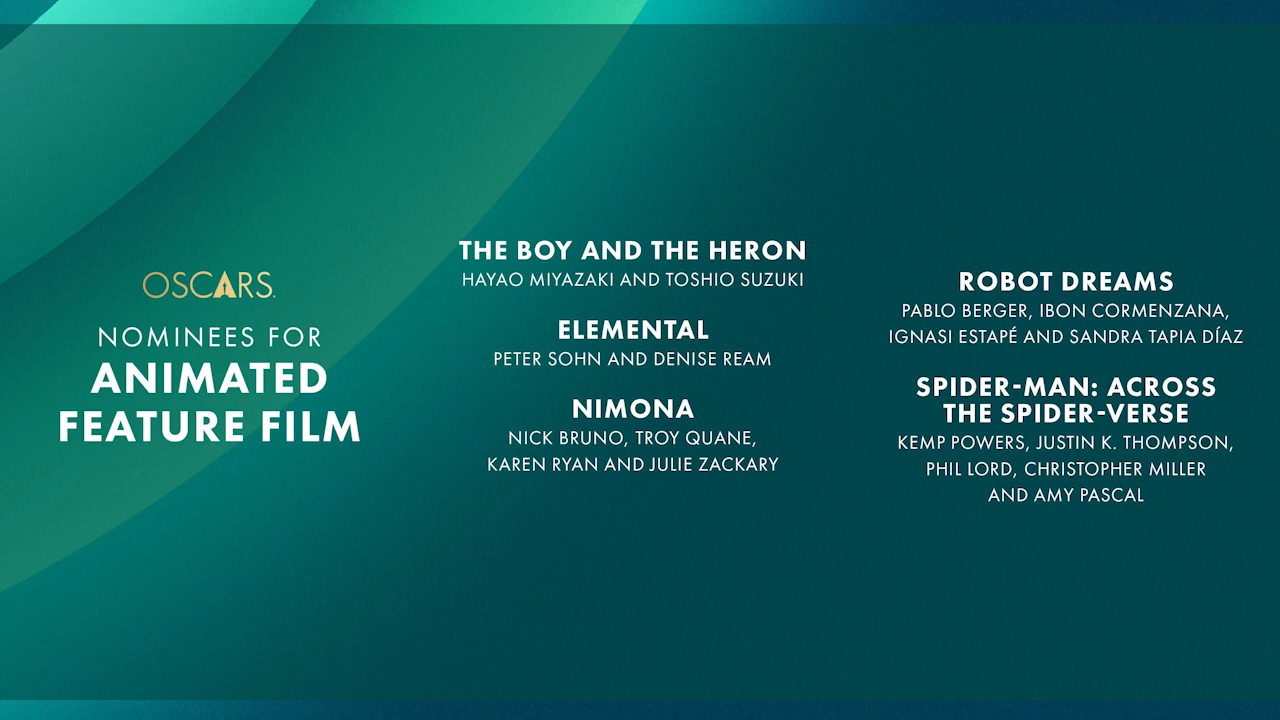 OSCARS.
NOMINEES FOR
ANIMATED
FEATURE FILM
THE BOY AND THE HERON
HAYAO MIYAZAKI AND TOSHIO SUZUKI
ELEMENTAL
PETER SOHN AND DENISE REAM
NIMONA
NICK BRUNO, TROY QUANE,
KAREN RYAN AND JULIE ZACKARY
ROBOT DREAMS
PABLO BERGER, IBON CORMENZANA,
IGNASI ESTAPÉ AND SANDRA TAPIA DÍAZ
SPIDER-MAN: ACROSS
THE SPIDER-VERSE
KEMP POWERS, JUSTIN K. THOMPSON,
PHIL LORD, CHRISTOPHER MILLER
AND AMY PASCAL